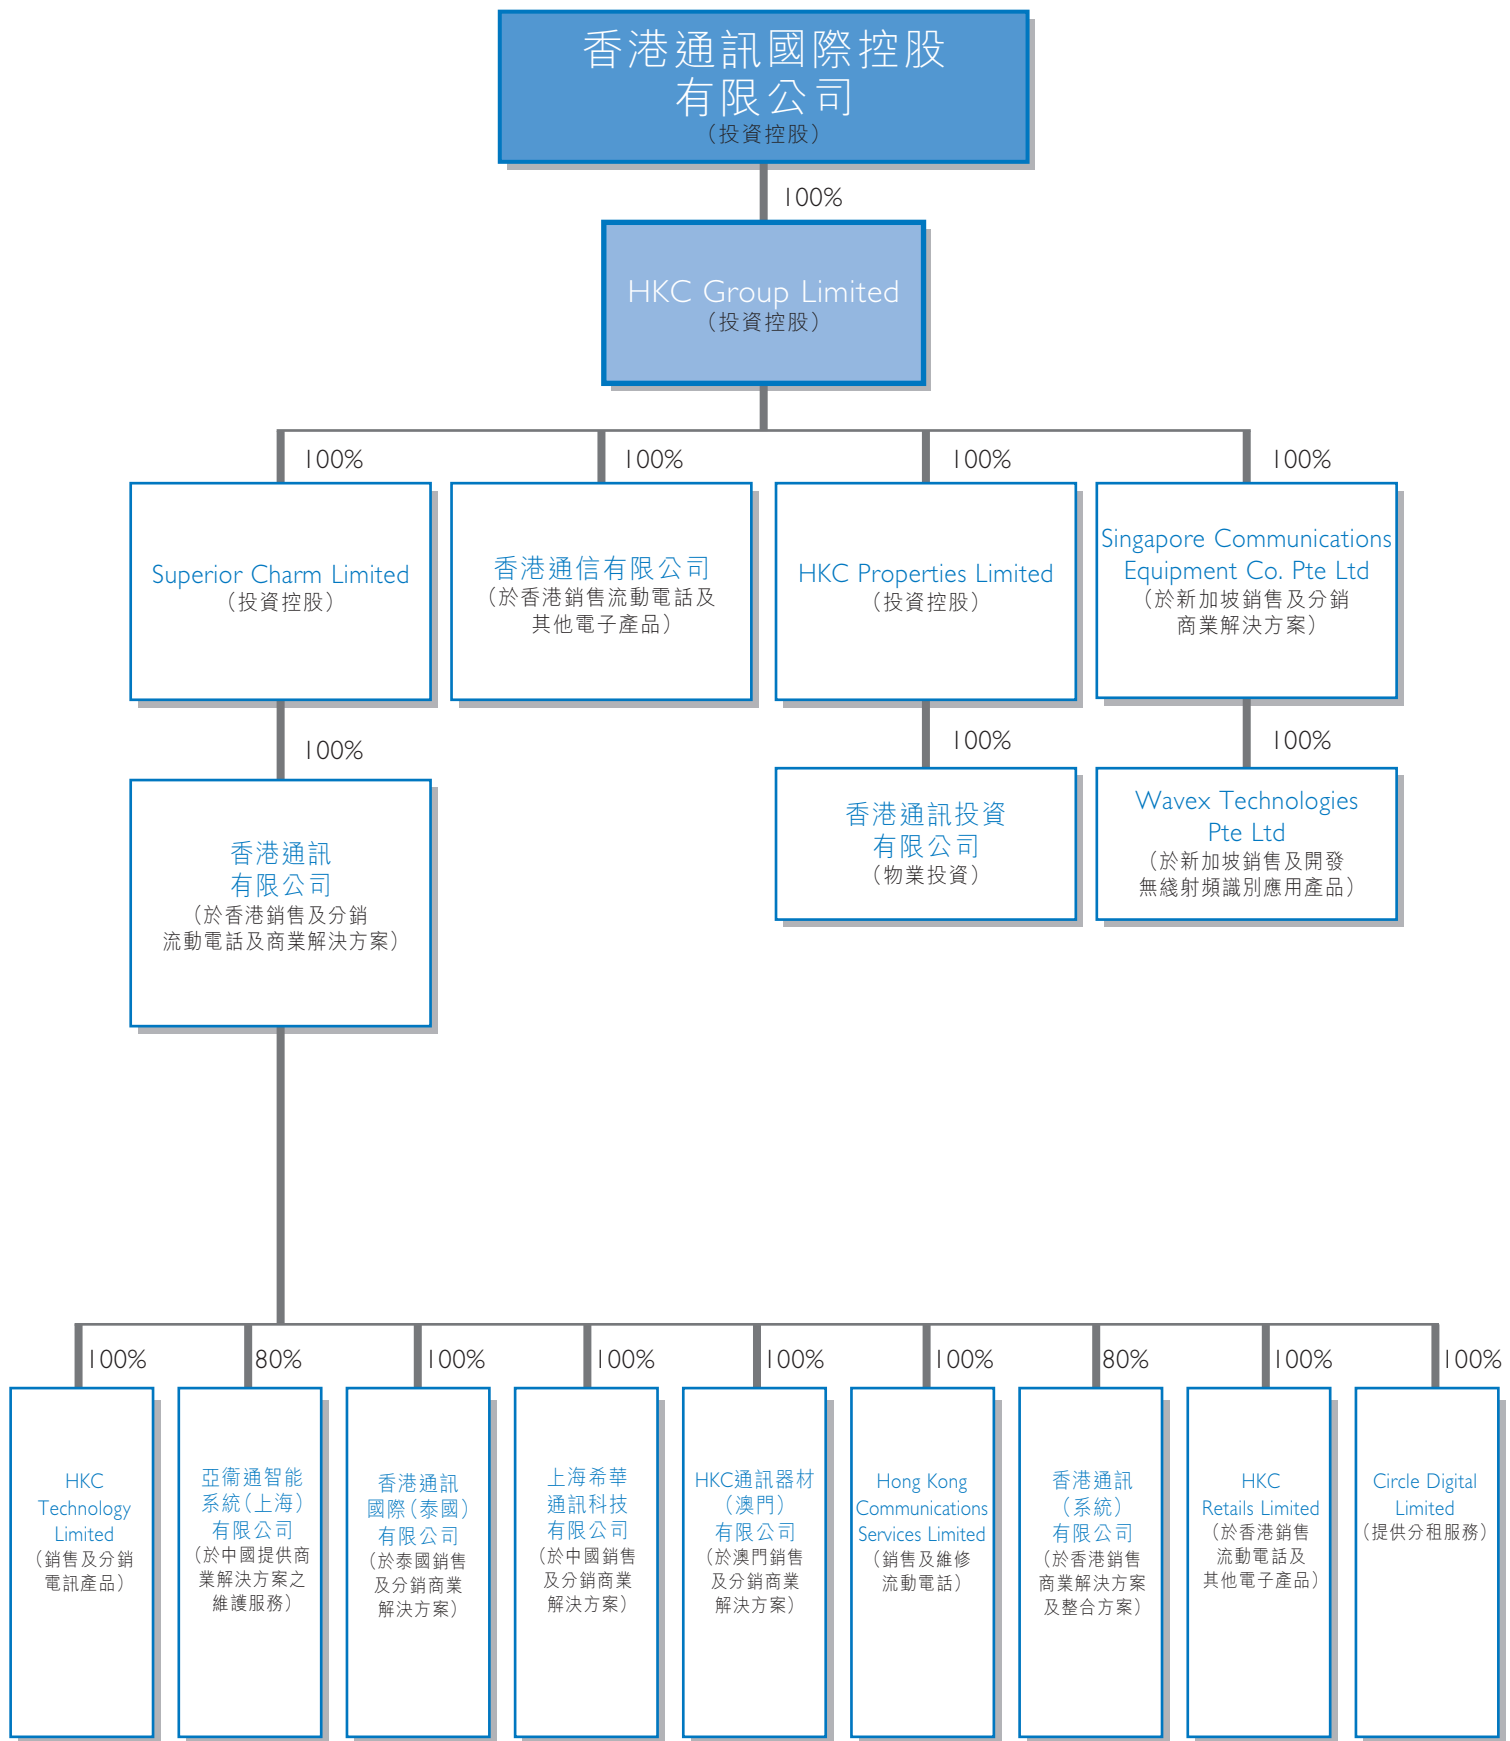 香港通訊國際控股
有限公司
（投資控股）
100%
HKC Group Limited
（投資控股）
100%
100%
100%
100%
Superior Charm Limited
（投資控股）
香港通信有限公司
（於香港銷售流動電話及
其他電子產品）
HKC Properties Limited
（投資控股）
Singapore Communications
Equipment Co. Pte Ltd
（於新加坡銷售及分銷
商業解決方案）
100%
100%
100%
香港通訊
有限公司
（於香港銷售及分銷
流動電話及商業解決方案）
香港通訊投資
有限公司
（物業投資）
Wavex Technologies
Pte Ltd
（於新加坡銷售及開發
無綫射頻識別應用產品）
100%
80%
100%
100%
100%
100%
80%
100%
100%
HKC
Technology
Limited
（銷售及分銷
電訊產品）
亞衞通智能
系統（上海）
有限公司
（於中國提供商
業解決方案之
維護服務）
香港通訊
國際（泰國）
有限公司
（於泰國銷售
及分銷商業
解決方案）
上海希華
通訊科技
有限公司
（於中國銷售
及分銷商業
解決方案）
HKC通訊器材
（澳門）
有限公司
（於澳門銷售
及分銷商業
解決方案）
Hong Kong
Communications
Services Limited
（銷售及維修
流動電話）
香港通訊
（系統）
有限公司
（於香港銷售
商業解決方案
及整合方案）
HKC
Retails Limited
（於香港銷售
流動電話及
其他電子產品）
Circle Digital
Limited
（提供分租服務）